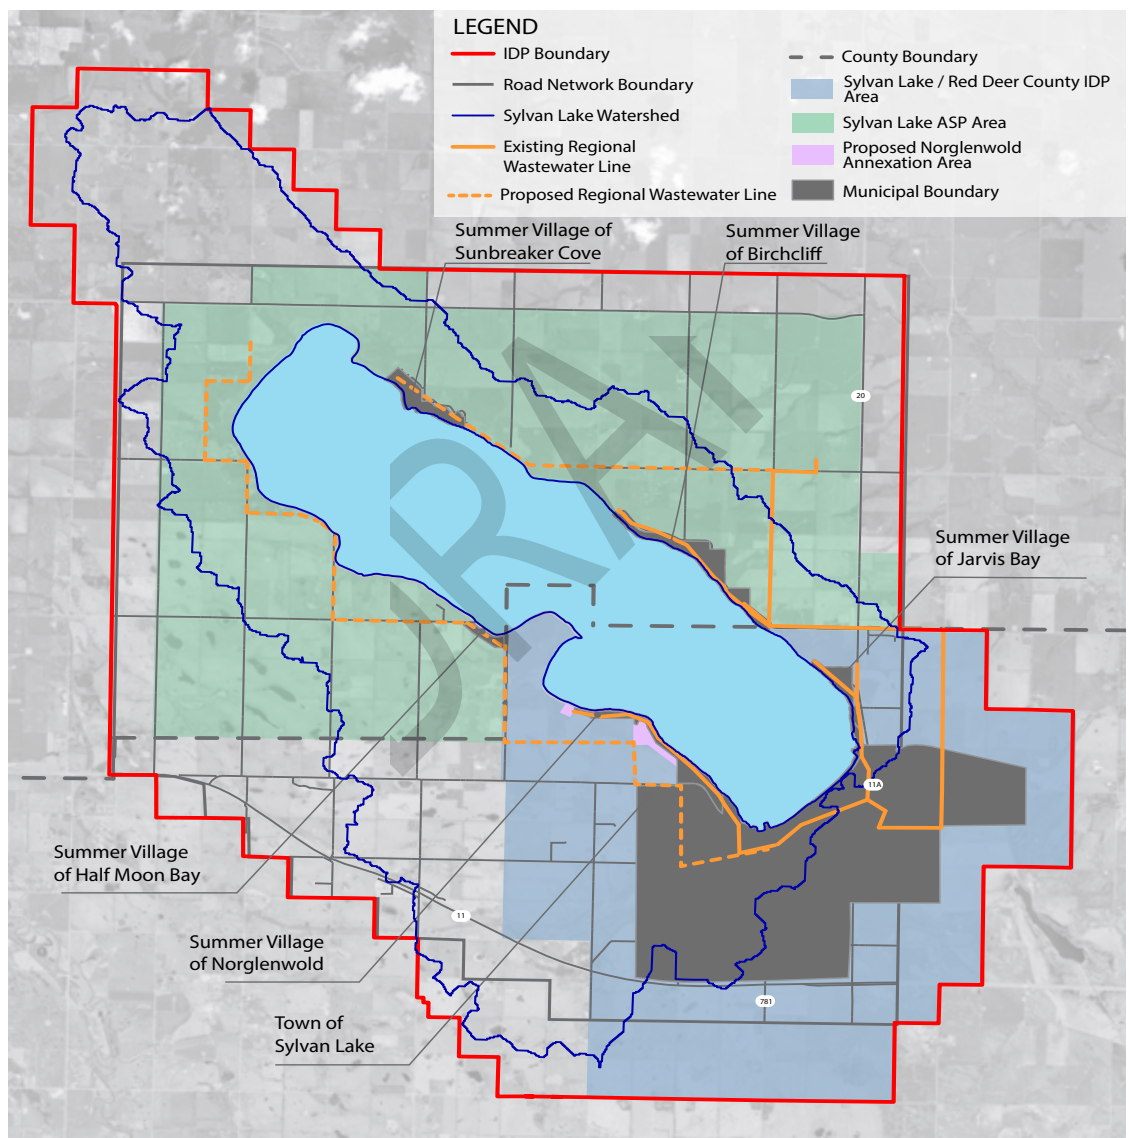 LEGEND
IDP Boundary
Road Network Boundary
Sylvan Lake Watershed
Existing Regional
Wastewater Line
Proposed Regional Wastewater Line
County Boundary
Sylvan Lake / Red Deer County IDP
Area
Sylvan Lake ASP Area
Proposed Norglenwold
Annexation Area
Municipal Boundary
Summer Village of
Sunbreaker Cove
Summer Village
of Birchcliff
20
Summer Village
of Jarvis Bay
11A
Summer Village
of Half Moon Bay
11
Summer Village
of Norglenwold
781
Town of
Sylvan Lake